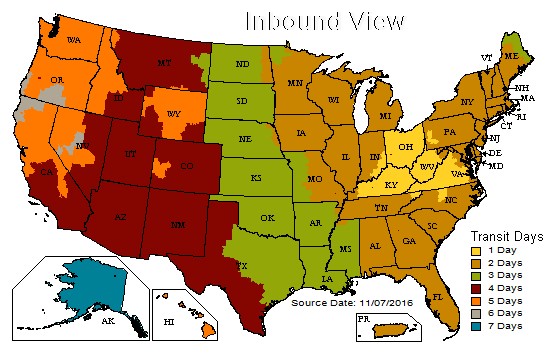 Inbound View
WA
MT
ND
MN
ME
VT
OR
ID
WY
SD
WI
MI
NY
NH
MA
RI
CT
NV
UT
CO
NE
IA
IL
IN
OH
PA
NJ
DE
MD
CA
KS
MO
KY
WV
VA
AZ
NM
OK
AR
TN
NC
SC
TX
LA
MS
AL
GA
FL
AK
HI
PR
Source Date: 11/07/2016
Transit Days
1 Day
2 Days
3 Days
4 Days
5 Days
6 Days
7 Days